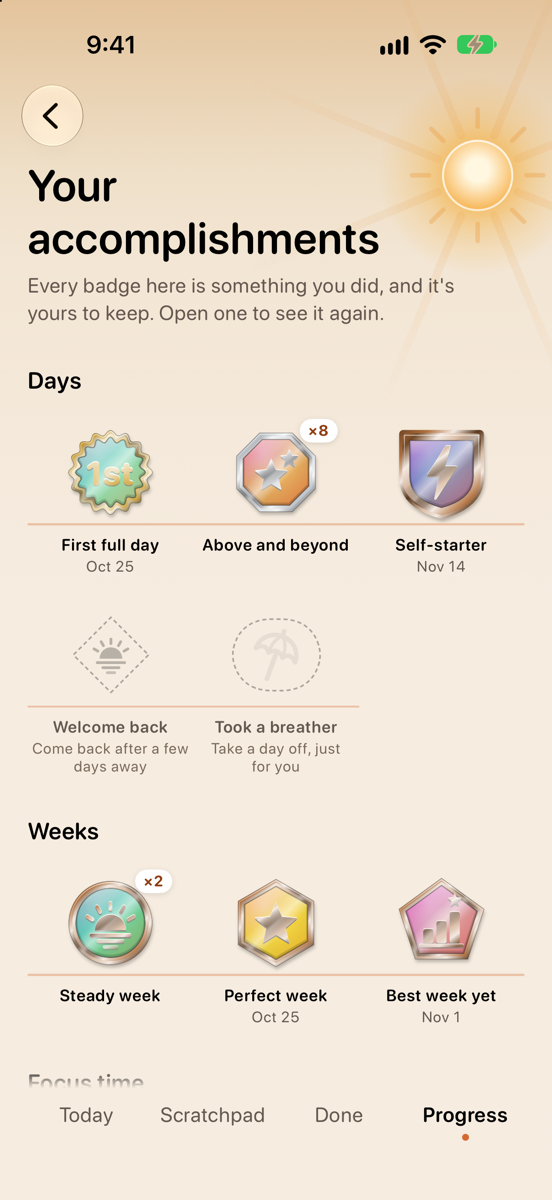 9:41
Your
accomplishments
Every badge here is something you did, and it's
yours to keep. Open one to see it again.
Days
1st
×8
First full day
Above and beyond
Self-starter
Oct 25
Nov 14
Welcome back
Took a breather
Come back after a few
days away
Take a day off, just
for you
Weeks
×2
Steady week
Perfect week
Best week yet
Oct 25
Nov 1
Focus time
Today
Scratchpad
Done
Progress